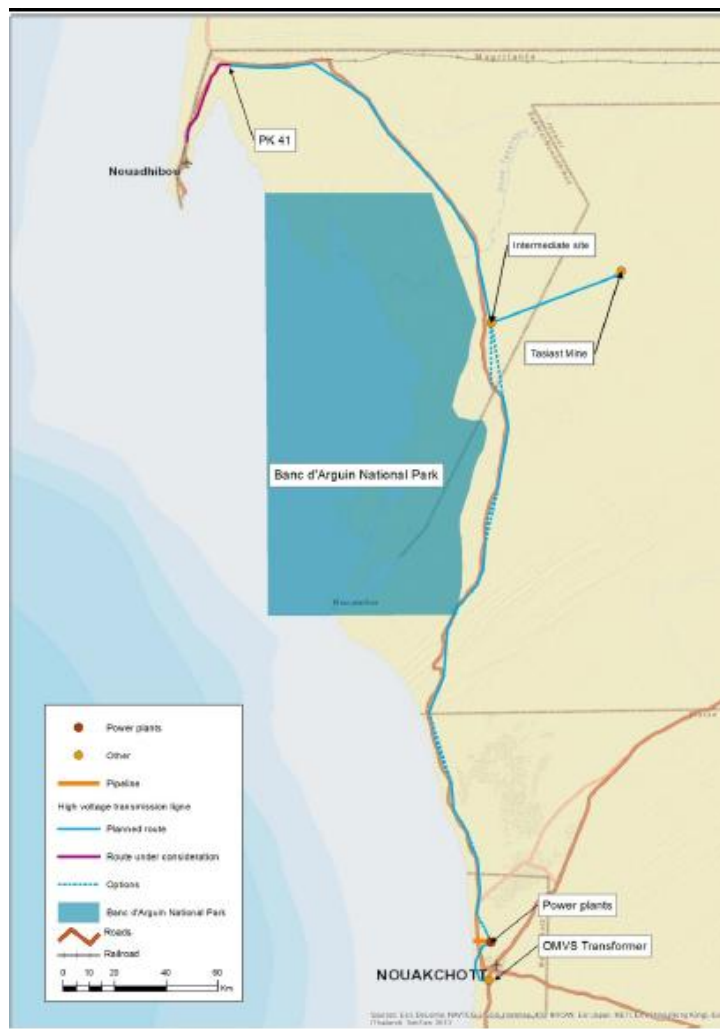 Mauritania
PK 41
Nouadhibou
Intermediate site
Tasiast Mine
Banc d'Arguin National Park
Power plants
Other
Pipeline
High voltage transmission ligne
Planned route
Route under consideration
Options
Banc d'Arguin National Park
Roads
Railroad
0 10 20 40 60
Km
Power plants
OMVS Transformer
NOUAKCHOTT